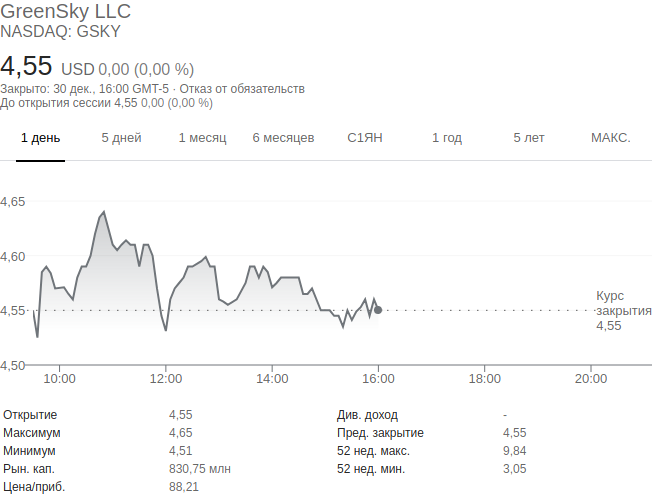 GreenSky LLC
NASDAQ: GSKY
4,55 USD 0,00 (0,00 %)
Закрыто: 30 дек., 16:00 GMT-5 · Отказ от обязательств
До открытия сессии 4,55 0,00 (0,00 %)
1 день 5 дней 1 месяц 6 месяцев С1ЯН 1 год 5 лет МАКС.
4,65
4,60
4,55
4,50
Курс
закрытия
4,55
10:00 12:00 14:00 16:00 18:00 20:00
Открытие 4,55 Див. доход -
Максимум 4,65 Пред. закрытие 4,55
Минимум 4,51 52 нед. макс. 9,84
Рын. кап. 830,75 млн 52 нед. мин. 3,05
Цена/приб. 88,21